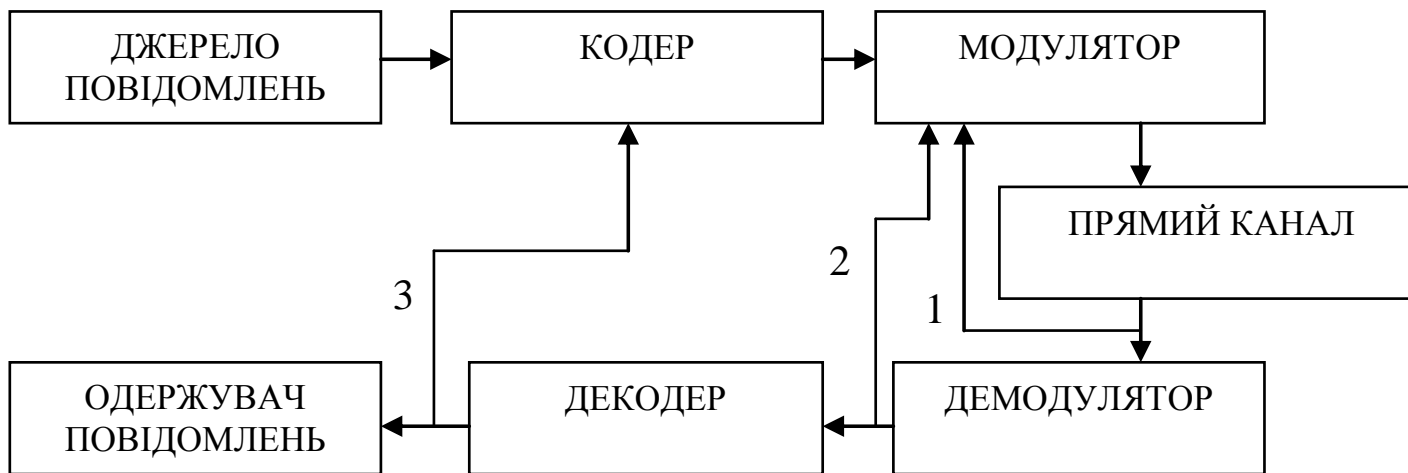 ДЖЕРЕЛО
ПОВІДОМЛЕНЬ
КОДЕР
МОДУЛЯТОР
ПРЯМИЙ КАНАЛ
2
3
1
ОДЕРЖУВАЧ
ПОВІДОМЛЕНЬ
ДЕКОДЕР
ДЕМОДУЛЯТОР